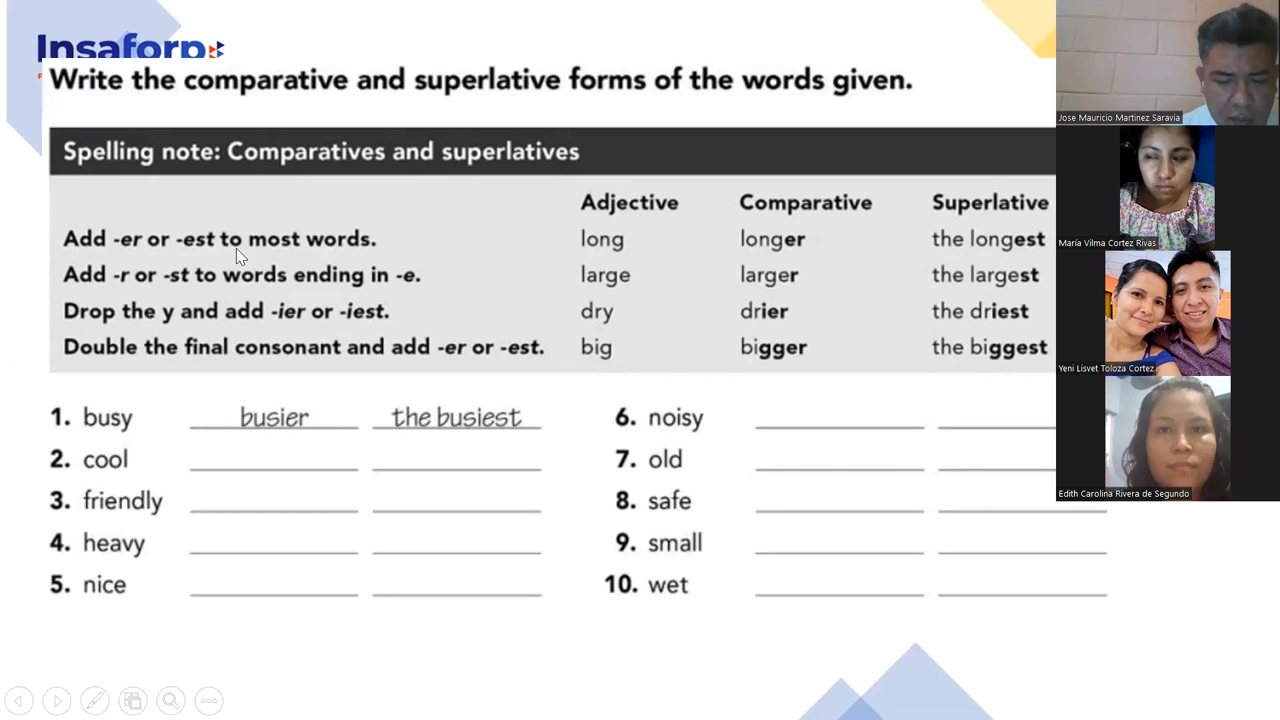 Insaforp
Write the comparative and superlative forms of the words given.
Spelling note: Comparatives and superlatives
Adjective Comparative Superlative
Add -er or -est to most words. long longer the longest
Add -r or -st to words ending in -e. large larger the largest
Drop the y and add -ier or -iest. dry drier the driest
Double the final consonant and add -er or -est. big bigger the biggest
1. busy busier the busiest
2. cool
3. friendly
4. heavy
5. nice
6. noisy
7. old
8. safe
9. small
10. wet
Jose Mauricio Martinez Saravia
María Vilma Cortez Rivas
Yeni Lisvet Toloza Cortez
Edith Carolina Rivera de Segundo